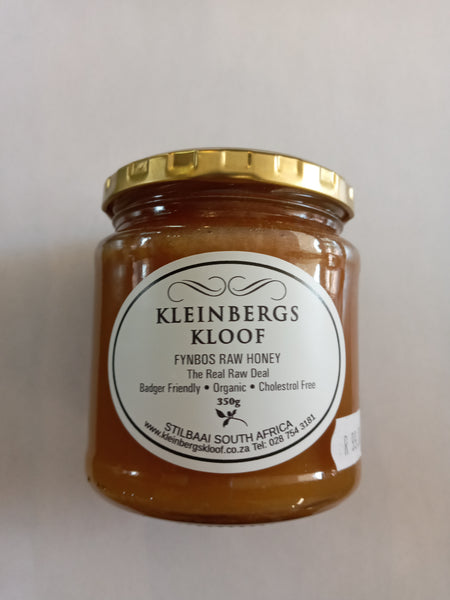 KLEINBERGS
KLOOF
FYNBOS RAW HONEY
The Real Raw Deal
Badger Friendly • Organic • Cholestrol Free
350g
STILBAAI SOUTH AFRICA
www.kleinbergskloof.co.za Tel: 028 754 3181
R